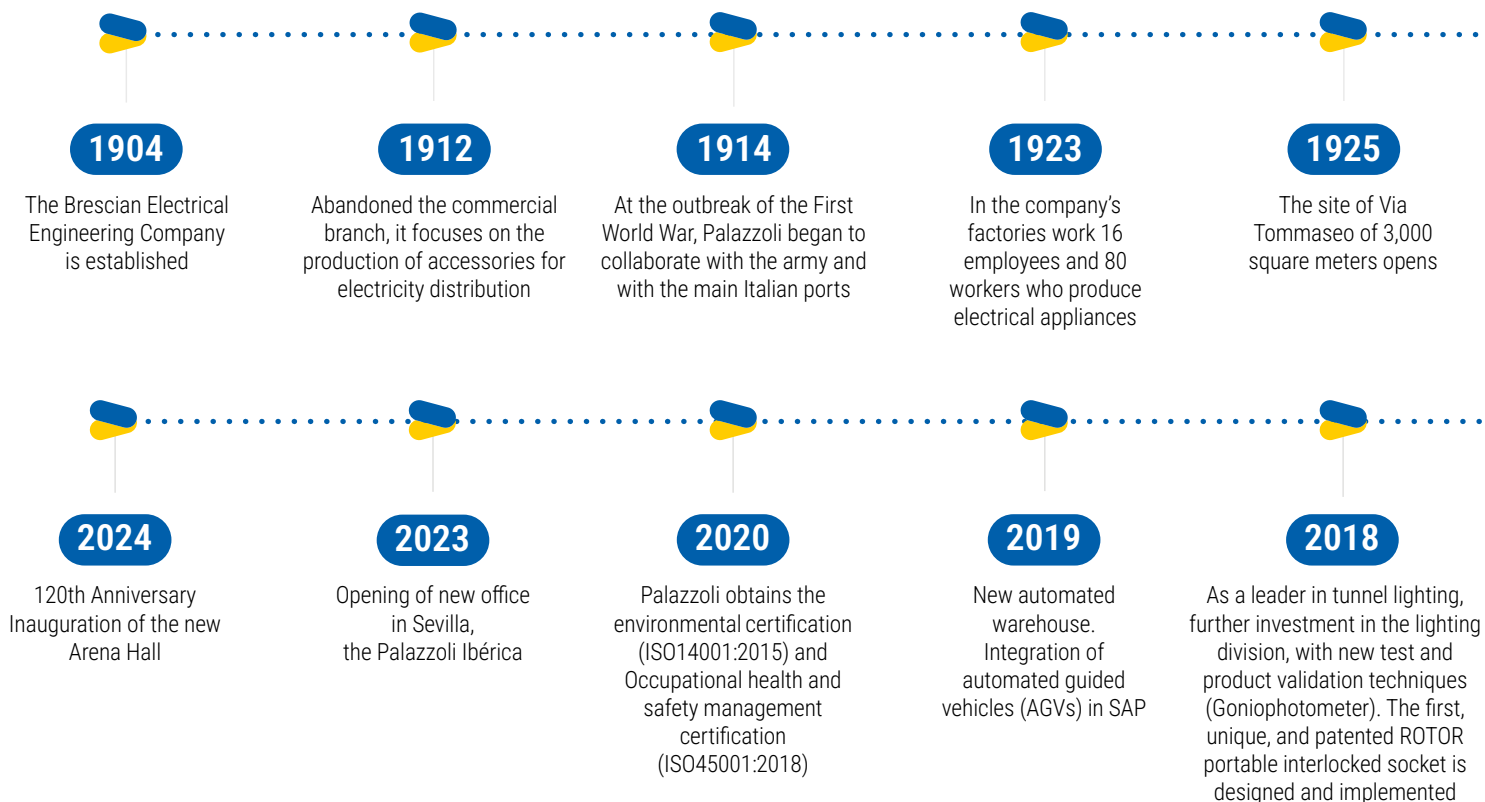 1904
The Brescian Electrical
Engineering Company
is established
1912
Abandoned the commercial
branch, it focuses on the
production of accessories for
electricity distribution
1914
At the outbreak of the First
World War, Palazzoli began to
collaborate with the army and
with the main Italian ports
1923
In the company's
factories work 16
employees and 80
workers who produce
electrical appliances
1925
The site of Via
Tommaseo of 3,000
square meters opens
2024
120th Anniversary
Inauguration of the new
Arena Hall
2023
Opening of new office
in Sevilla,
the Palazzoli Ibérica
2020
Palazzoli obtains the
environmental certification
(ISO14001:2015) and
Occupational health and
safety management
certification
(ISO45001:2018)
2019
New automated
warehouse.
Integration of
automated guided
vehicles (AGVs) in SAP
2018
As a leader in tunnel lighting,
further investment in the lighting
division, with new test and
product validation techniques
(Goniophotometer). The first,
unique, and patented ROTOR
portable interlocked socket is
designed and implemented